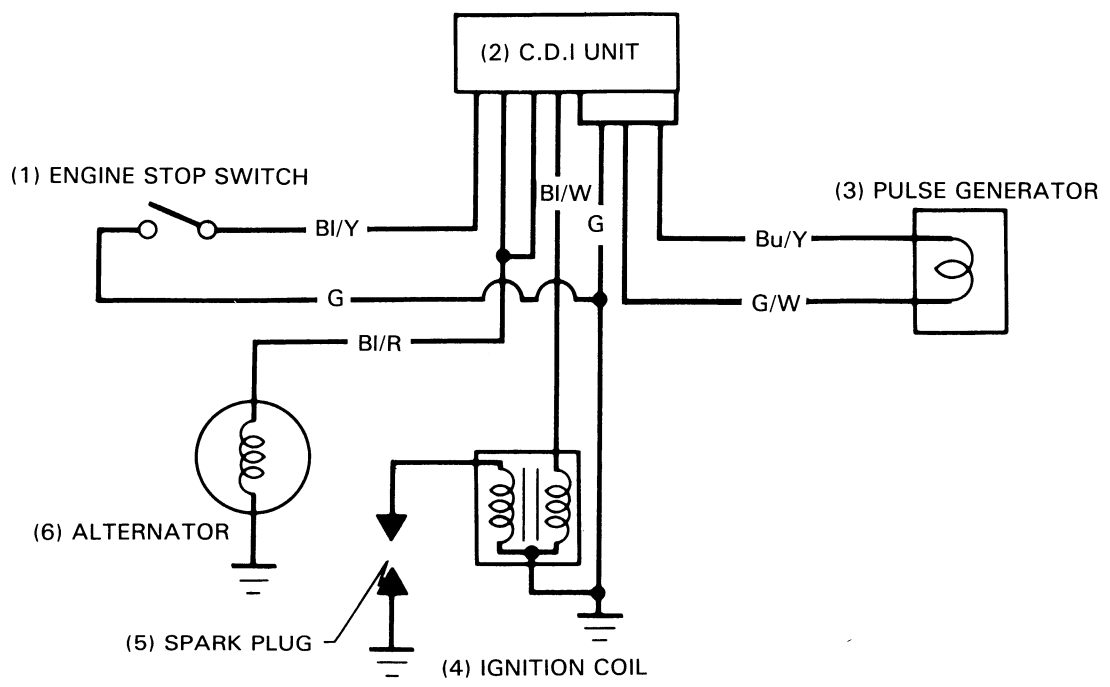 (2) C.D.I UNIT
(1) ENGINE STOP SWITCH
(3) PULSE GENERATOR
Bl/W
G
Bl/Y
Bu/Y
G
G/W
Bl/R
(6) ALTERNATOR
(5) SPARK PLUG
(4) IGNITION COIL